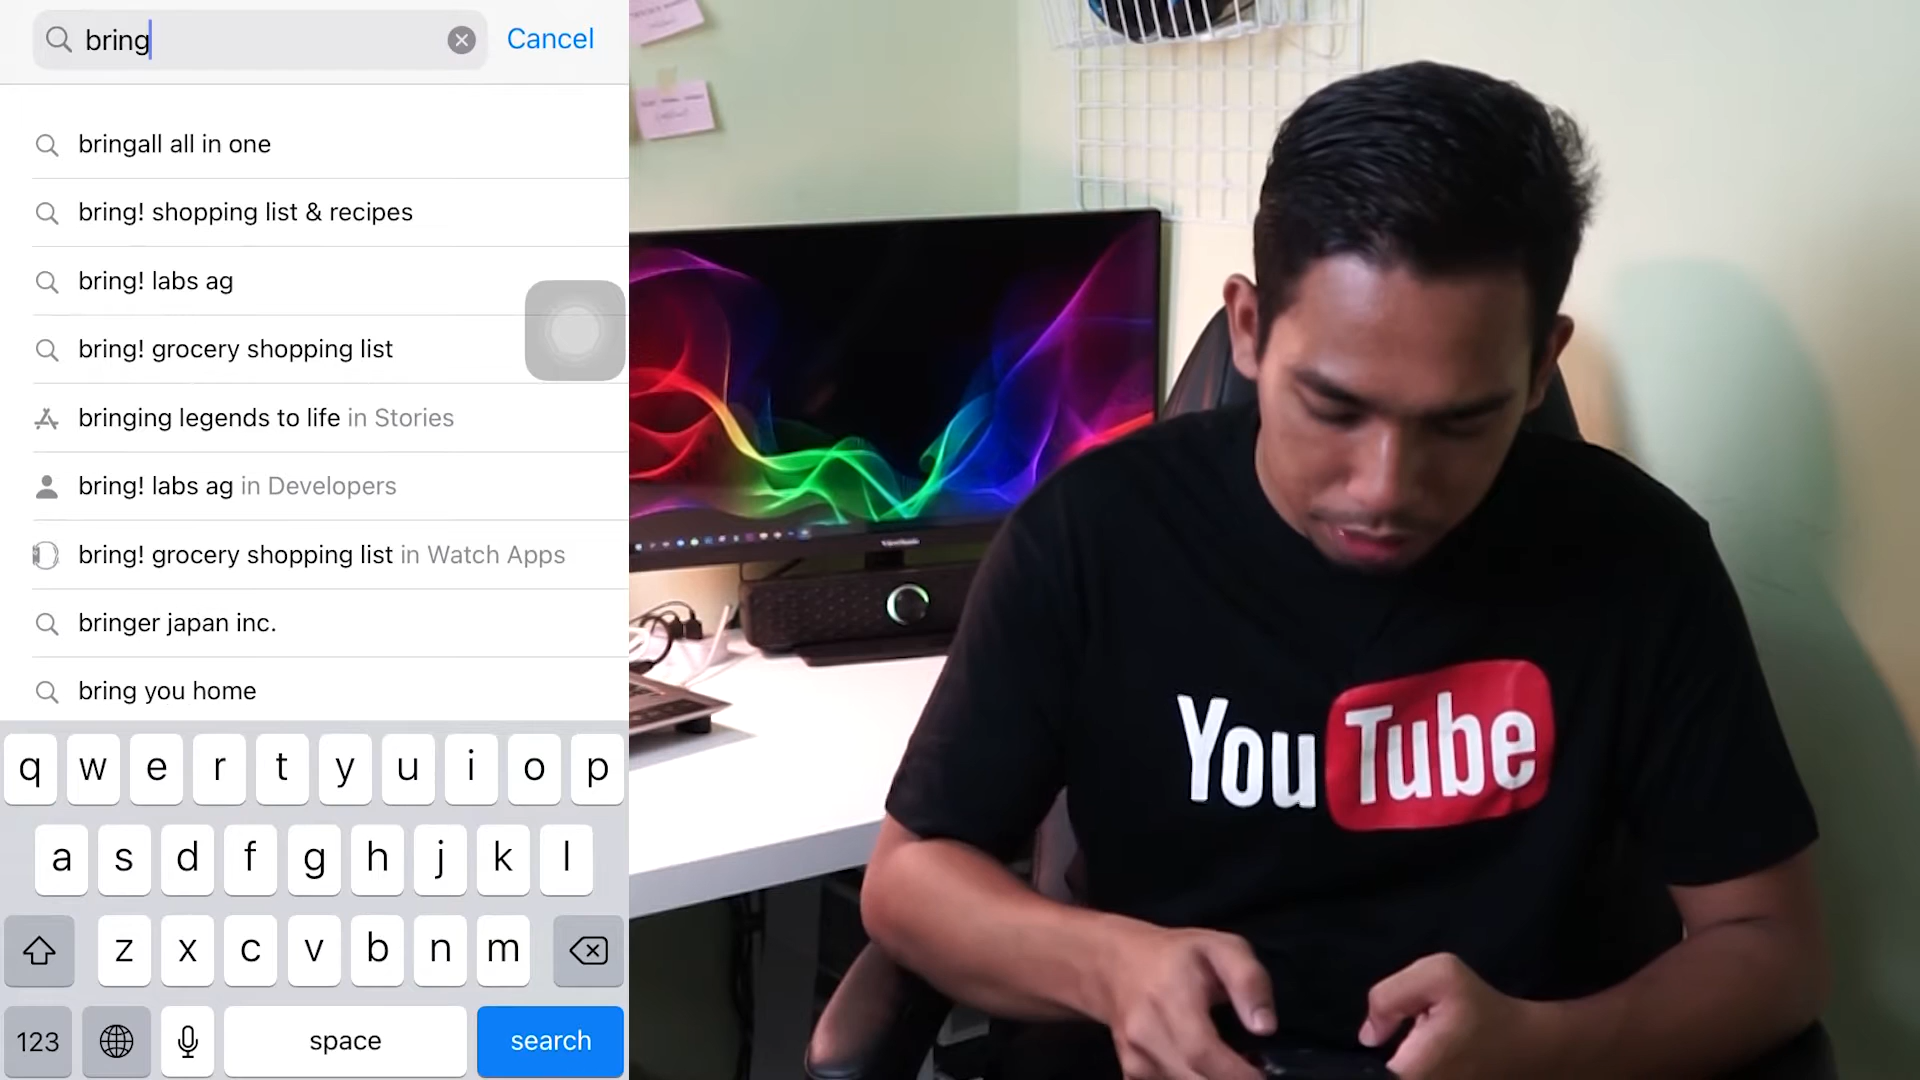 bring
Cancel
bringall all in one
bring! shopping list & recipes
bring! labs ag
bring! grocery shopping list
bringing legends to life in Stories
bring! labs ag in Developers
bring! grocery shopping list in Watch Apps
bringer japan inc.
bring you home
q w e r t y u i o p
a s d f g h j k l
z x c v b n m
123
space
search
YouTube
ViewSonic